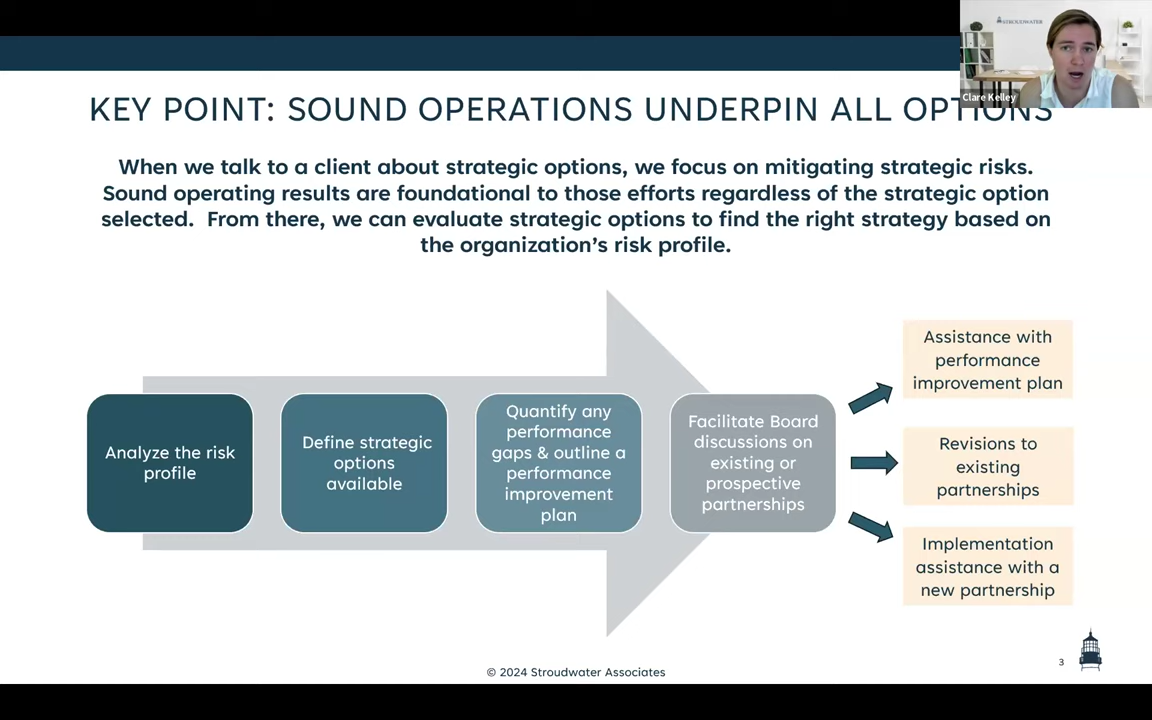 STROUDWATER
Clare Kelley
KEY POINT: SOUND OPERATIONS UNDERPIN ALL OPTIONS
When we talk to a client about strategic options, we focus on mitigating strategic risks.
Sound operating results are foundational to those efforts regardless of the strategic option
selected.  From there, we can evaluate strategic options to find the right strategy based on
the organization's risk profile.
Analyze the risk
profile
Define strategic
options
available
Quantify any
performance
gaps & outline a
performance
improvement
plan
Facilitate Board
discussions on
existing or
prospective
partnerships
Assistance with
performance
improvement plan
Revisions to
existing
partnerships
Implementation
assistance with a
new partnership
© 2024 Stroudwater Associates
3